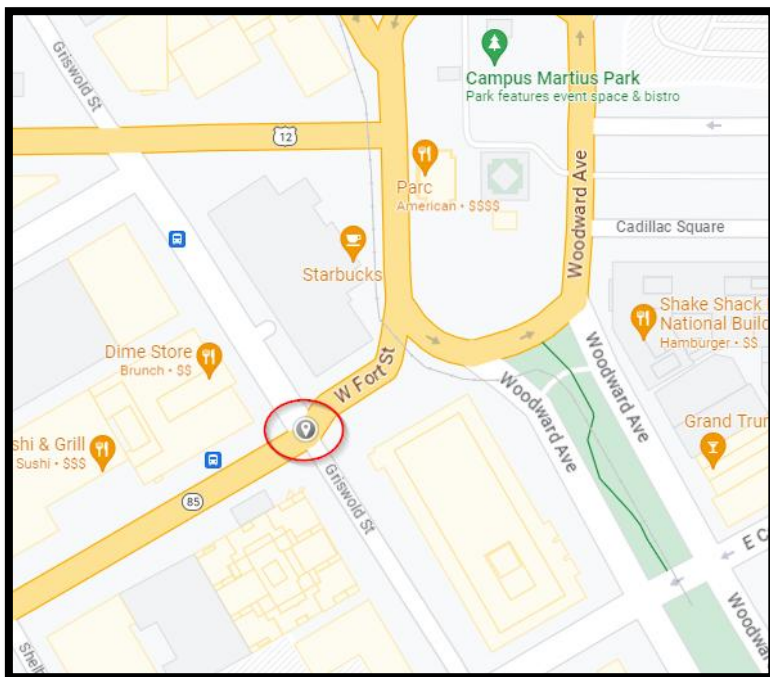 Griswold St
Campus Martius Park
Park features event space & bistro
12
Parc
American • $$$$
Woodward Ave
Cadillac Square
Starbucks
Shake Shack
National Build
Hamburger • $$
Dime Store
Brunch • $$
W Fort St
Woodward Ave
Woodward Ave
shi & Grill
Sushi • $$$
Grand Trun
85
Griswold St
E C
Woodward
Shelb